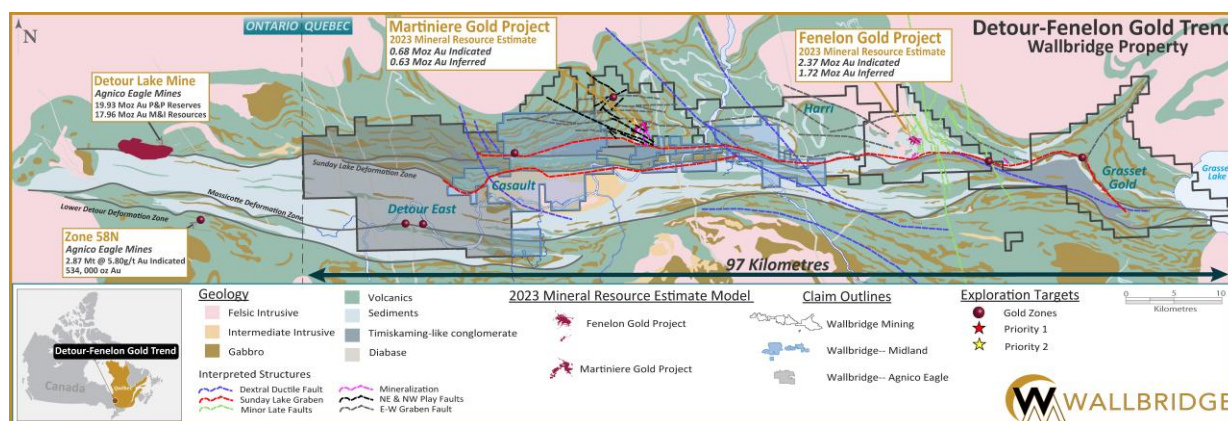 N
ONTARIO QUEBEC
Martiniere Gold Project
2023 Mineral Resource Estimate
0.68 Moz Au Indicated
0.63 Moz Au Inferred
Detour-Fenelon Gold Trend
Wallbridge Property
Fenelon Gold Project
2023 Mineral Resource Estimate
2.37 Moz Au Indicated
1.72 Moz Au Inferred
Detour Lake Mine
Agnico Eagle Mines
19.93 Moz Au P&P Reserves
17.96 Moz Au M&I Resources
Harri
Sunday Lake Deformation Zone
Casault
Grasset
Gold
Grasset
Lake
Massicotte Deformation Zone
Detour East
Lower Detour Deformation Zone
Zone 58N
Agnico Eagle Mines
2.87 Mt @ 5.80g/t Au Indicated
534, 000 oz Au
97 Kilometres
Geology
Felsic Intrusive
Intermediate Intrusive
Gabbro
Volcanics
Sediments
Timiskaming-like conglomerate
Diabase
Interpreted Structures
Dextral Ductile Fault
Sunday Lake Graben
Minor Late Faults
Mineralization
NE & NW Play Faults
E-W Graben Fault
2023 Mineral Resource Estimate Model
Fenelon Gold Project
Martiniere Gold Project
Claim Outlines
Wallbridge Mining
Wallbridge-- Midland
Wallbridge-- Agnico Eagle
Exploration Targets
Gold Zones
Priority 1
Priority 2
0 5 10
Kilometres
Detour-Fenelon Gold Trend
Canada
Quebec
WALLBRIDGE